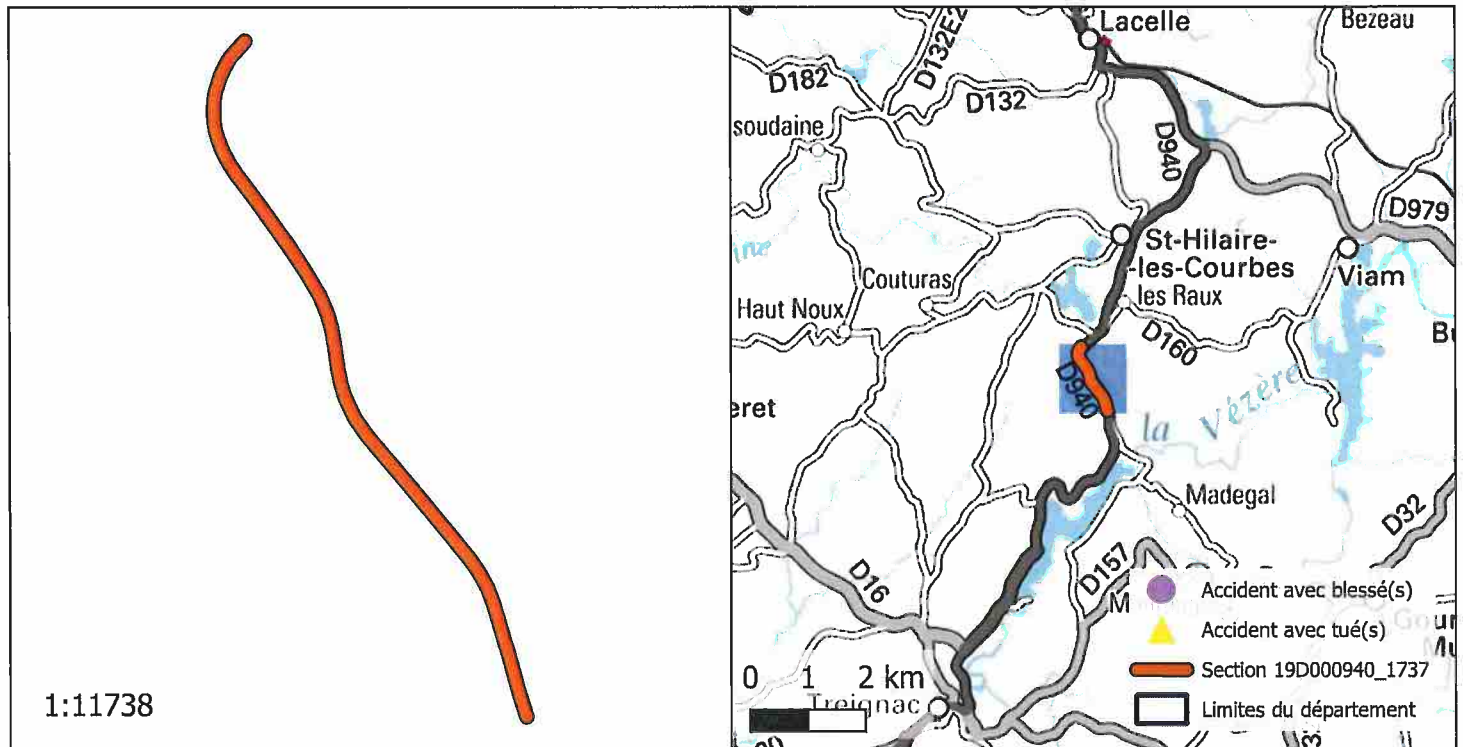 1:11738
Lacelle
Bezeau
D132E2
D182
D132
soudaine
D940
D979
St-Hilaire-
-les-Courbes
Viam
Couturas
les Raux
Haut Noux
D160
D940
eret
la Vézère
Madegal
D32
D157
D16
M
Accident avec blessé(s)
Accident avec tué(s)
Section 19D000940_1737
Limites du département
0 1 2 km
Treignac